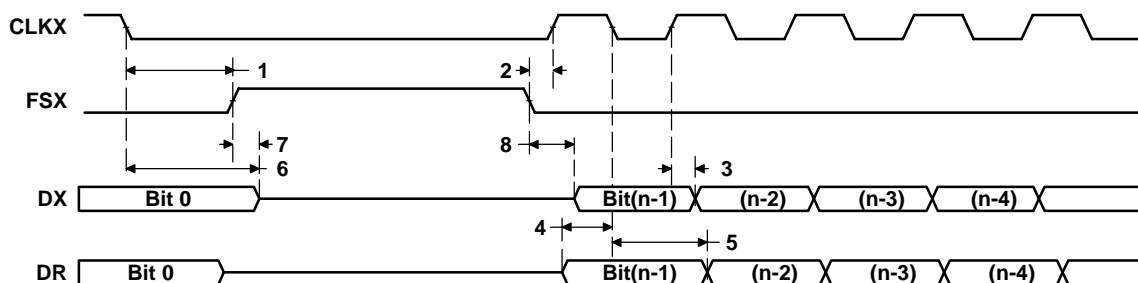 CLKX
1 2
FSX
7 8
6 3
DX Bit 0 Bit(n-1) (n-2) (n-3) (n-4)
4 5
DR Bit 0 Bit(n-1) (n-2) (n-3) (n-4)